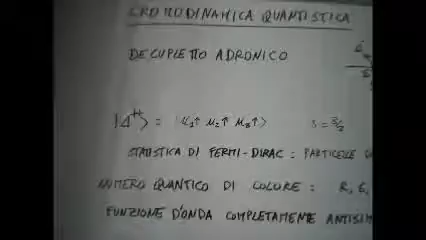 CROMODINAMICA QUANTISTICA
DECUPLETTO ADRONICO
|Δ⁺⁺⟩ = |u₁↑ u₂↑ u₃↑⟩ s = 3/2
STATISTICA DI FERMI-DIRAC : PARTICELLE
NUMERO QUANTICO DI COLORE : R,
FUNZIONE D'ONDA COMPLETAMENTE ANTISIM